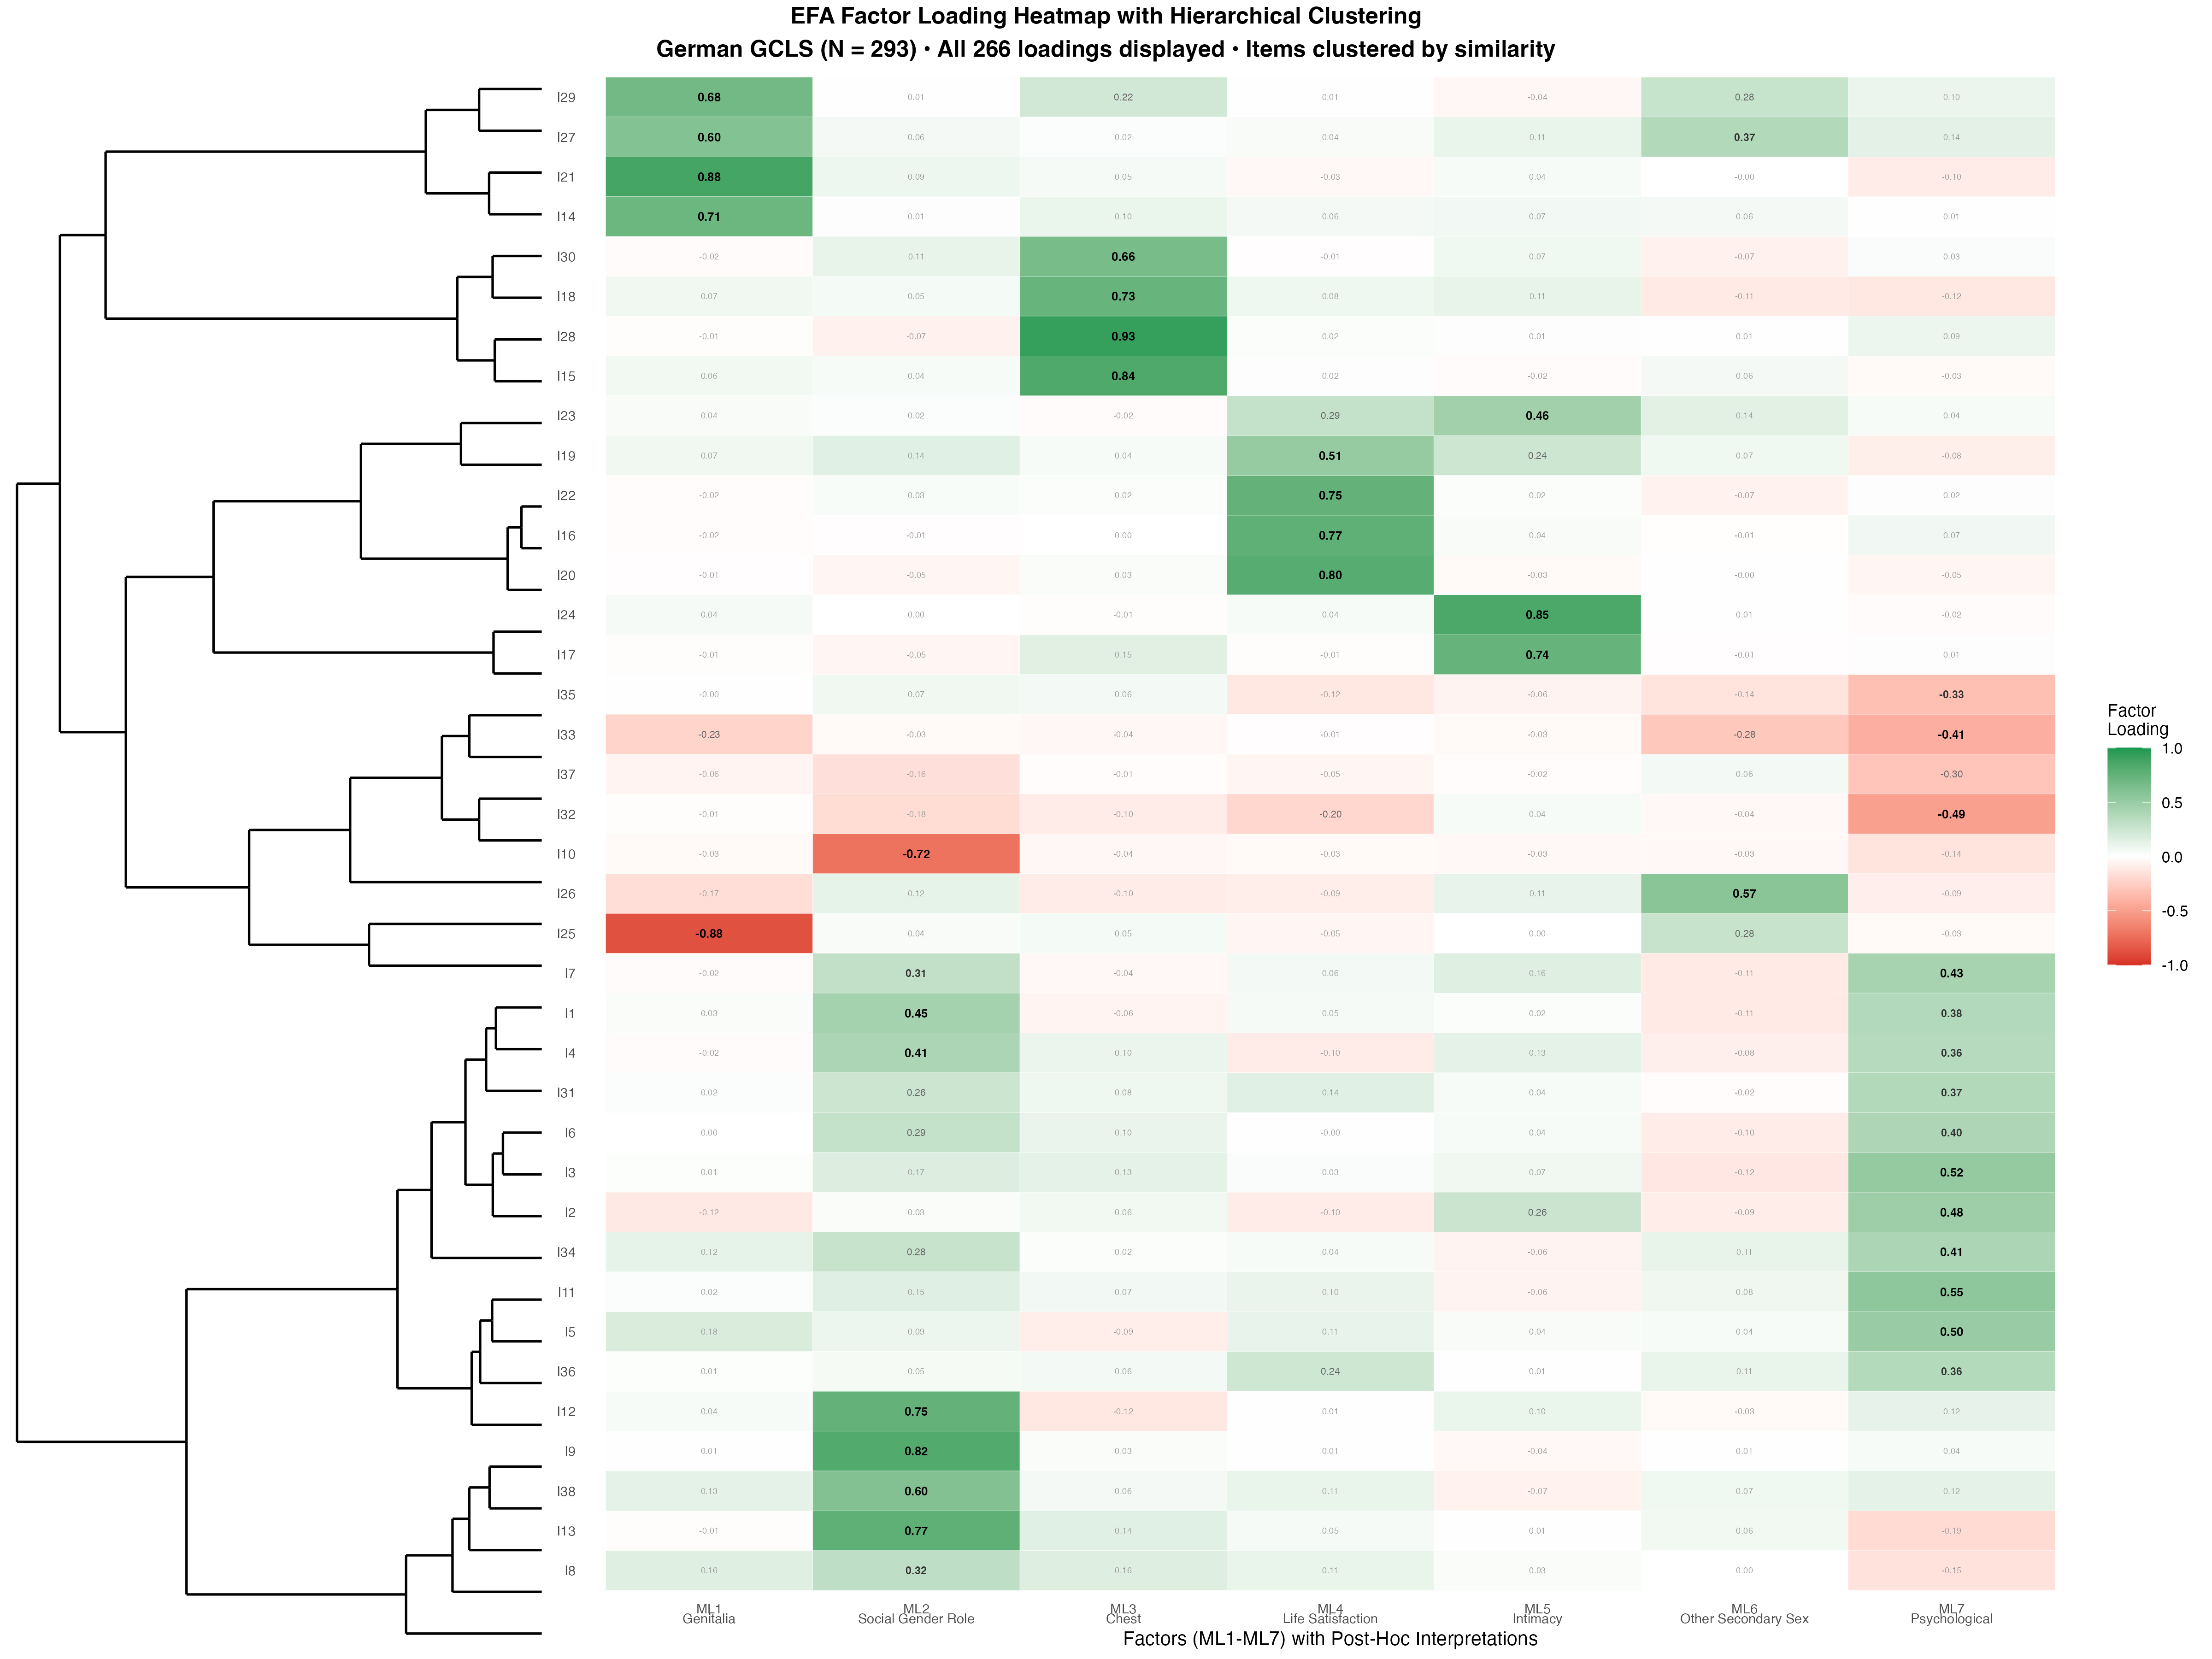 EFA Factor Loading Heatmap with Hierarchical Clustering
German GCLS (N = 293) • All 266 loadings displayed • Items clustered by similarity
I29 0.68 0.01 0.22 0.01 -0.04 0.28 0.10
I27 0.60 0.06 0.02 0.04 0.11 0.37 0.14
I21 0.88 0.09 0.05 -0.03 0.04 -0.00 -0.10
I14 0.71 0.01 0.10 0.06 0.07 0.06 0.01
I30 -0.02 0.11 0.66 -0.01 0.07 -0.07 0.03
I18 0.07 0.05 0.73 0.08 0.11 -0.11 -0.12
I28 -0.01 -0.07 0.93 0.02 0.01 0.01 0.09
I15 0.06 0.04 0.84 0.02 -0.02 0.06 -0.03
I23 0.04 0.02 -0.02 0.29 0.46 0.14 0.04
I19 0.07 0.14 0.04 0.51 0.24 0.07 -0.08
I22 -0.02 0.03 0.02 0.75 0.02 -0.07 0.02
I16 -0.02 -0.01 0.00 0.77 0.04 -0.01 0.07
I20 -0.01 -0.05 0.03 0.80 -0.03 -0.00 -0.05
I24 0.04 0.00 -0.01 0.04 0.85 0.01 -0.02
I17 -0.01 -0.05 0.15 -0.01 0.74 -0.01 0.01
I35 -0.00 0.07 0.06 -0.12 -0.06 -0.14 -0.33
I33 -0.23 -0.03 -0.04 -0.01 -0.03 -0.28 -0.41
I37 -0.06 -0.16 -0.01 -0.05 -0.02 0.06 -0.30
I32 -0.01 -0.18 -0.10 -0.20 0.04 -0.04 -0.49
I10 -0.03 -0.72 -0.04 -0.03 -0.03 -0.03 -0.14
I26 -0.17 0.12 -0.10 -0.09 0.11 0.57 -0.09
I25 -0.88 0.04 0.05 -0.05 0.00 0.28 -0.03
I7 -0.02 0.31 -0.04 0.06 0.16 -0.11 0.43
I1 0.03 0.45 -0.06 0.05 0.02 -0.11 0.38
I4 -0.02 0.41 0.10 -0.10 0.13 -0.08 0.36
I31 0.02 0.26 0.08 0.14 0.04 -0.02 0.37
I6 0.00 0.29 0.10 -0.00 0.04 -0.10 0.40
I3 0.01 0.17 0.13 0.03 0.07 -0.12 0.52
I2 -0.12 0.03 0.06 -0.10 0.26 -0.09 0.48
I34 0.12 0.28 0.02 0.04 -0.06 0.11 0.41
I11 0.02 0.15 0.07 0.10 -0.06 0.08 0.55
I5 0.18 0.09 -0.09 0.11 0.04 0.04 0.50
I36 0.01 0.05 0.06 0.24 0.01 0.11 0.36
I12 0.04 0.75 -0.12 0.01 0.10 -0.03 0.12
I9 0.01 0.82 0.03 0.01 -0.04 0.01 0.04
I38 0.13 0.60 0.06 0.11 -0.07 0.07 0.12
I13 -0.01 0.77 0.14 0.05 0.01 0.06 -0.19
I8 0.16 0.32 0.16 0.11 0.03 0.00 -0.15
ML1 ML2 ML3 ML4 ML5 ML6 ML7
Genitalia Social Gender Role Chest Life Satisfaction Intimacy Other Secondary Sex Psychological
Factors (ML1-ML7) with Post-Hoc Interpretations
Factor
Loading
1.0
0.5
0.0
-0.5
-1.0